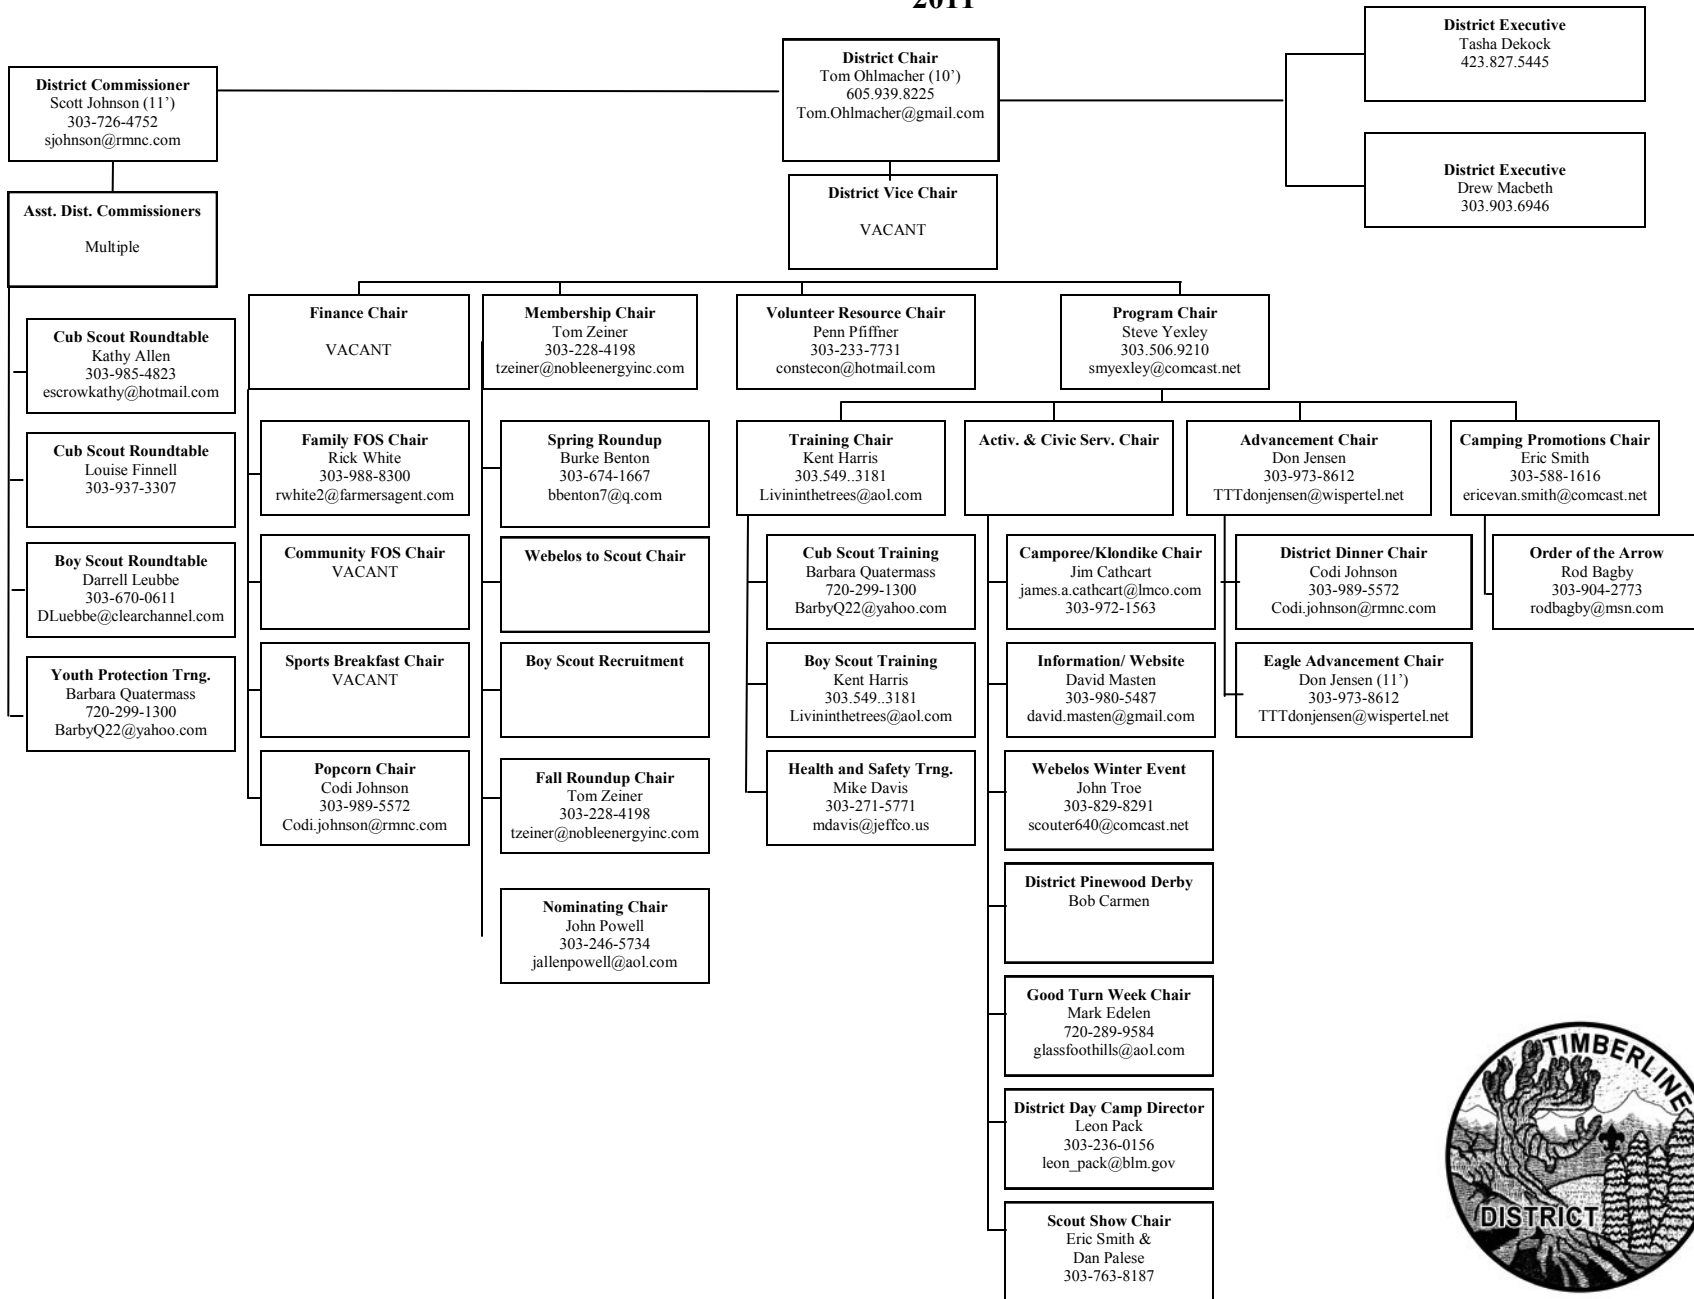 2011
District Executive
Tasha Dekock
423.827.5445
District Chair
Tom Ohlmacher (10’)
605.939.8225
Tom.Ohlmacher@gmail.com
District Commissioner
Scott Johnson (11’)
303-726-4752
sjohnson@rmnc.com
District Executive
Drew Macbeth
303.903.6946
District Vice Chair
VACANT
Asst. Dist. Commissioners
Multiple
Cub Scout Roundtable
Kathy Allen
303-985-4823
escrowkathy@hotmail.com
Cub Scout Roundtable
Louise Finnell
303-937-3307
Boy Scout Roundtable
Darrell Leubbe
303-670-0611
DLuebbe@clearchannel.com
Youth Protection Trng.
Barbara Quatermass
720-299-1300
BarbyQ22@yahoo.com
Finance Chair
VACANT
Family FOS Chair
Rick White
303-988-8300
rwhite2@farmersagent.com
Community FOS Chair
VACANT
Sports Breakfast Chair
VACANT
Popcorn Chair
Codi Johnson
303-989-5572
Codi.johnson@rmnc.com
Membership Chair
Tom Zeiner
303-228-4198
tzeiner@nobleenergyinc.com
Spring Roundup
Burke Benton
303-674-1667
bbenton7@q.com
Webelos to Scout Chair
Boy Scout Recruitment
Fall Roundup Chair
Tom Zeiner
303-228-4198
tzeiner@nobleenergyinc.com
Nominating Chair
John Powell
303-246-5734
jallenpowell@aol.com
Volunteer Resource Chair
Penn Pfiffner
303-233-7731
constecon@hotmail.com
Program Chair
Steve Yexley
303.506.9210
smyexley@comcast.net
Training Chair
Kent Harris
303.549..3181
Livininthetrees@aol.com
Cub Scout Training
Barbara Quatermass
720-299-1300
BarbyQ22@yahoo.com
Boy Scout Training
Kent Harris
303.549..3181
Livininthetrees@aol.com
Health and Safety Trng.
Mike Davis
303-271-5771
mdavis@jeffco.us
Activ. & Civic Serv. Chair
Camporee/Klondike Chair
Jim Cathcart
james.a.cathcart@lmco.com
303-972-1563
Information/ Website
David Masten
303-980-5487
david.masten@gmail.com
Webelos Winter Event
John Troe
303-829-8291
scouter640@comcast.net
District Pinewood Derby
Bob Carmen
Good Turn Week Chair
Mark Edelen
720-289-9584
glassfoothills@aol.com
District Day Camp Director
Leon Pack
303-236-0156
leon_pack@blm.gov
Scout Show Chair
Eric Smith &
Dan Palese
303-763-8187
Advancement Chair
Don Jensen
303-973-8612
TTTdonjensen@wispertel.net
District Dinner Chair
Codi Johnson
303-989-5572
Codi.johnson@rmnc.com
Eagle Advancement Chair
Don Jensen (11’)
303-973-8612
TTTdonjensen@wispertel.net
Camping Promotions Chair
Eric Smith
303-588-1616
ericevan.smith@comcast.net
Order of the Arrow
Rod Bagby
303-904-2773
rodbagby@msn.com
TIMBERLINE
DISTRICT